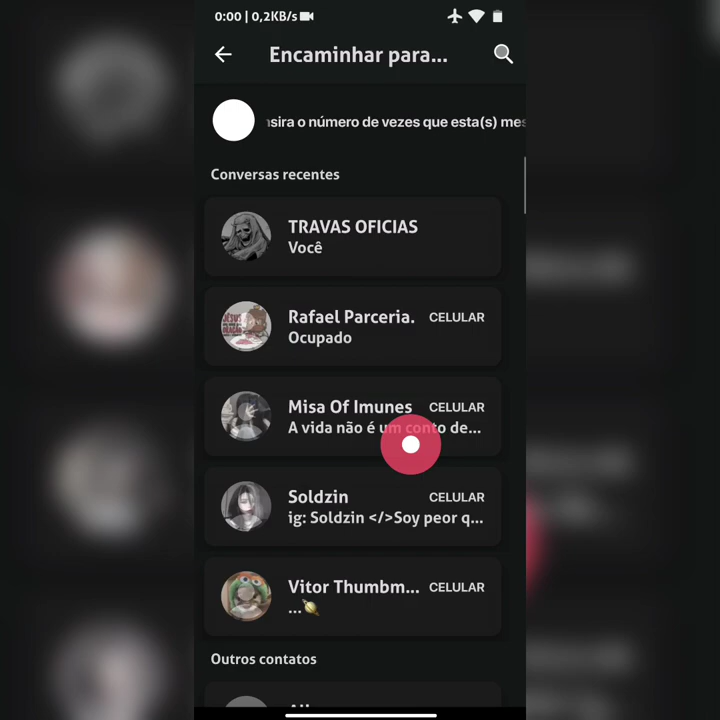 0:00 | 0,2KB/s
Encaminhar para...
sira o número de vezes que esta(s)
Conversas recentes
TRAVAS OFICIAS
Você
Rafael Parceria.
CELULAR
Ocupado
Misa Of Imunes
CELULAR
A vida não é um conto de...
Soldzin
CELULAR
ig: Soldzin </>Soy peor q...
Vitor Thumbm...
CELULAR
...🪐
Outros contatos